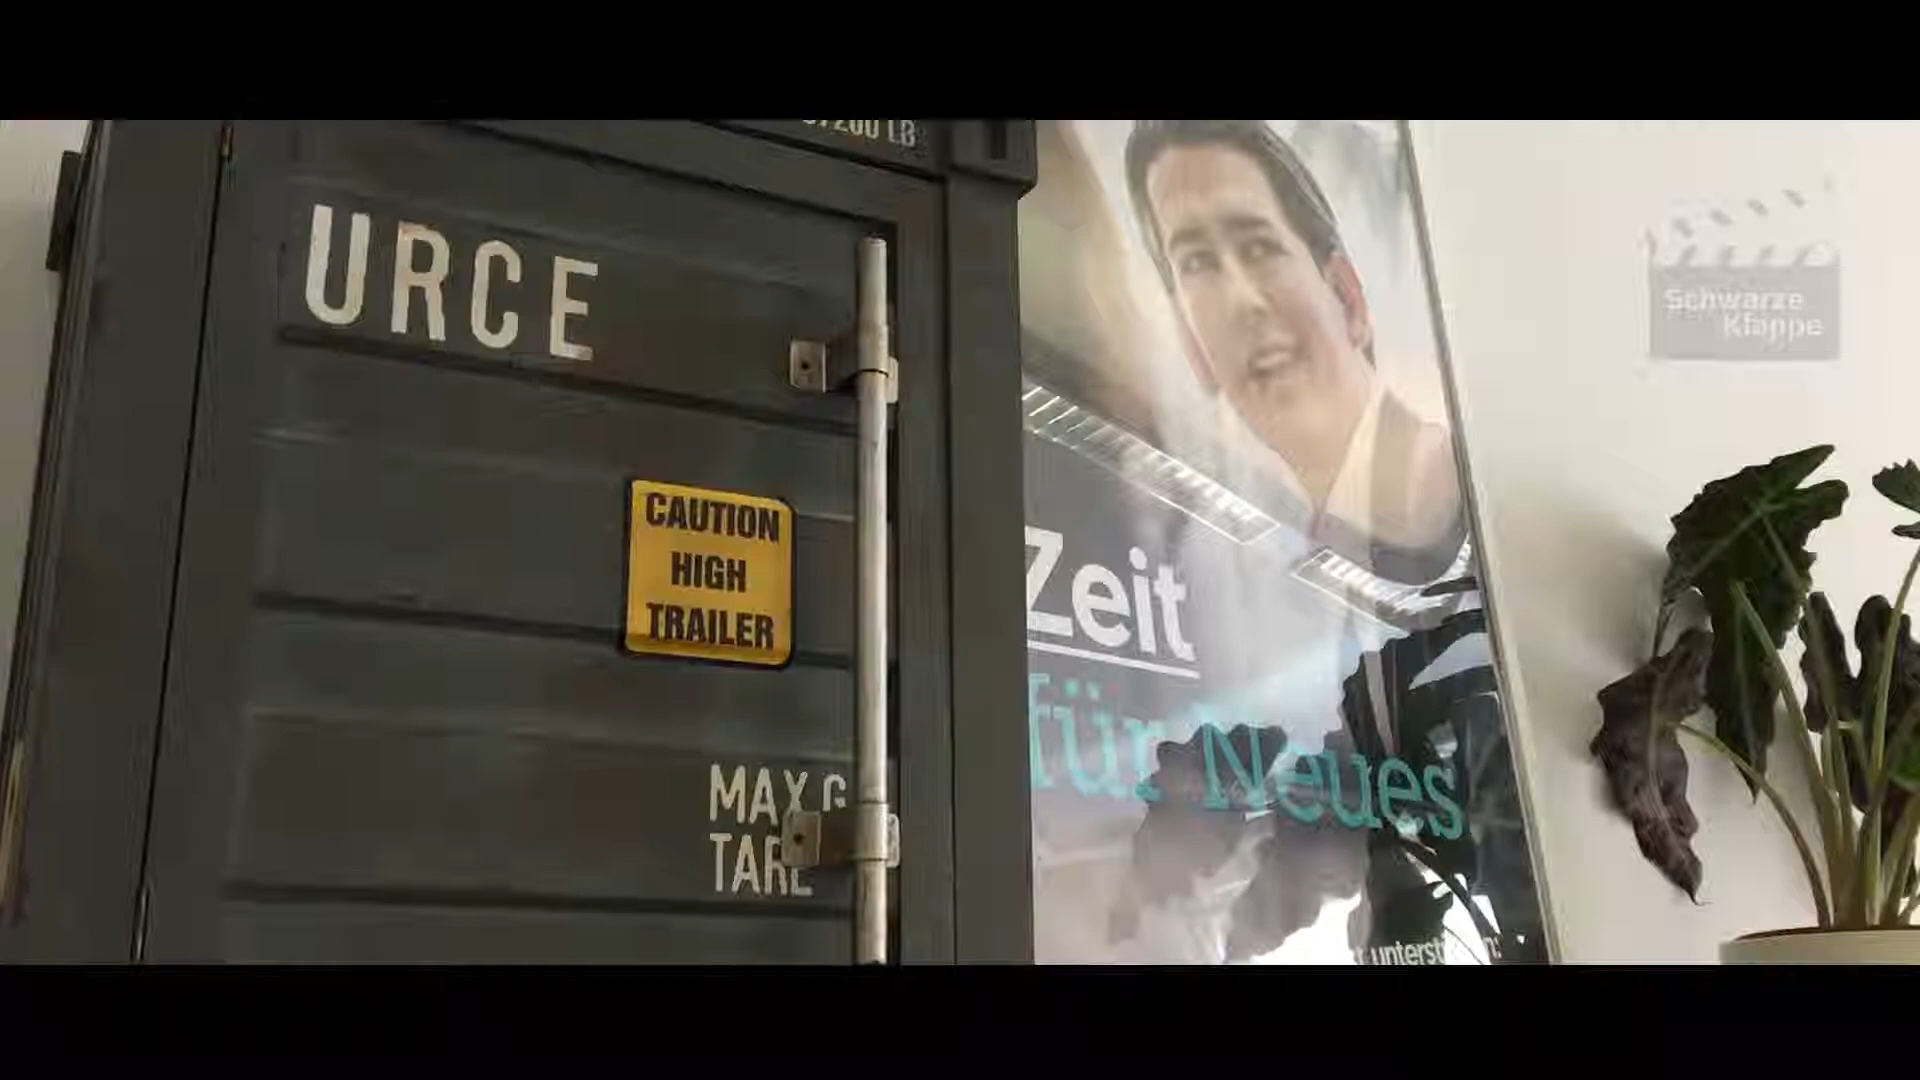 URCE
CAUTION
HIGH
TRAILER
MAX G
TARE
Zeit
für Neues
Schwarze
Klappe